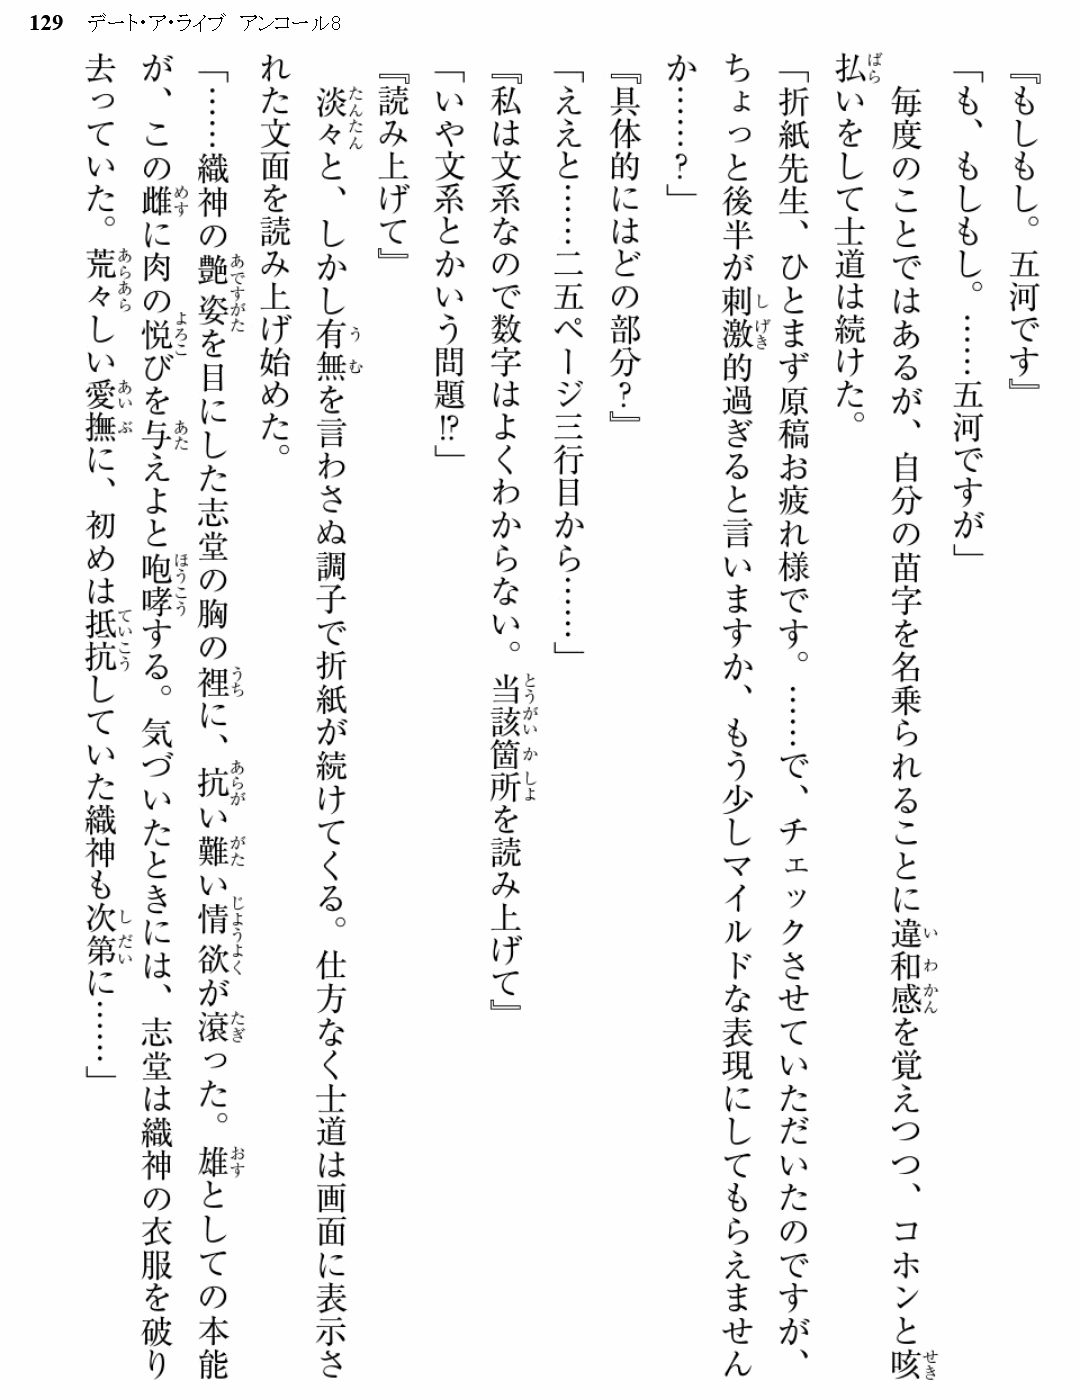 129 デート・ア・ライブ アンコール8
『もしもし。五河です』
「も、もしもし。……五河ですが」
　毎度のことではあるが、自分の苗字を名乗られることに違和感を覚えつつ、コホンと咳
払いをして士道は続けた。
「折紙先生、ひとまず原稿お疲れ様です。……で、チェックさせていただいたのですが、
ちょっと後半が刺激的過ぎると言いますか、もう少しマイルドな表現にしてもらえません
か……？」
『具体的にはどの部分？』
「ええと……二五ページ三行目から……」
『私は文系なので数字はよくわからない。当該箇所を読み上げて』
「いや文系とかいう問題!?」
『読み上げて』
　淡々と、しかし有無を言わさぬ調子で折紙が続けてくる。仕方なく士道は画面に表示さ
れた文面を読み上げ始めた。
「……織神の艶姿を目にした志堂の胸の裡に、抗い難い情欲が滾った。雄としての本能
が、この雌に肉の悦びを与えよと咆哮する。気づいたときには、志堂は織神の衣服を破り
去っていた。荒々しい愛撫に、初めは抵抗していた織神も次第に……」